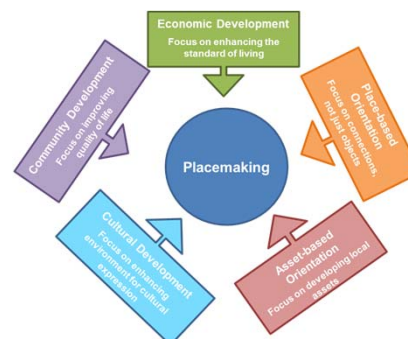 Economic Development
Focus on enhancing the
standard of living
Place-based
Orientation
Focus on connections,
not just objects
Asset-based
Orientation
Focus on developing local
assets
Cultural Development
Focus on enhancing
environment for cultural
expression
Community Development
Focus on improving
quality of life
Placemaking